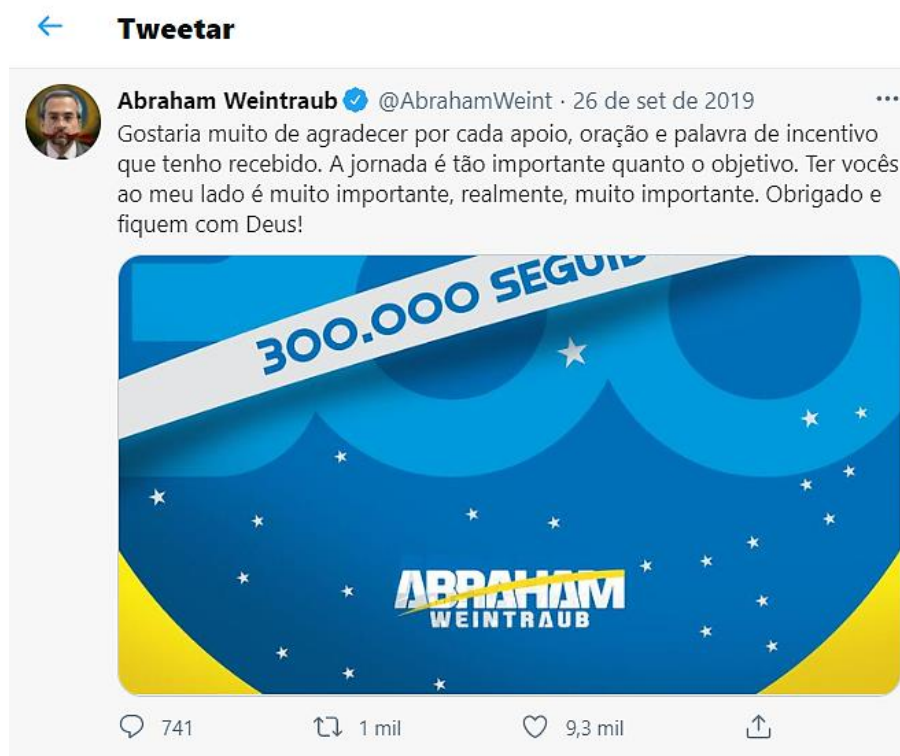 Tweetar
Abraham Weintraub @AbrahamWeint · 26 de set de 2019
Gostaria muito de agradecer por cada apoio, oração e palavra de incentivo
que tenho recebido. A jornada é tão importante quanto o objetivo. Ter vocês
ao meu lado é muito importante, realmente, muito importante. Obrigado e
fiquem com Deus!
300
300.000 SEGUID
ABRAHAM
WEINTRAUB
741 1 mil 9,3 mil